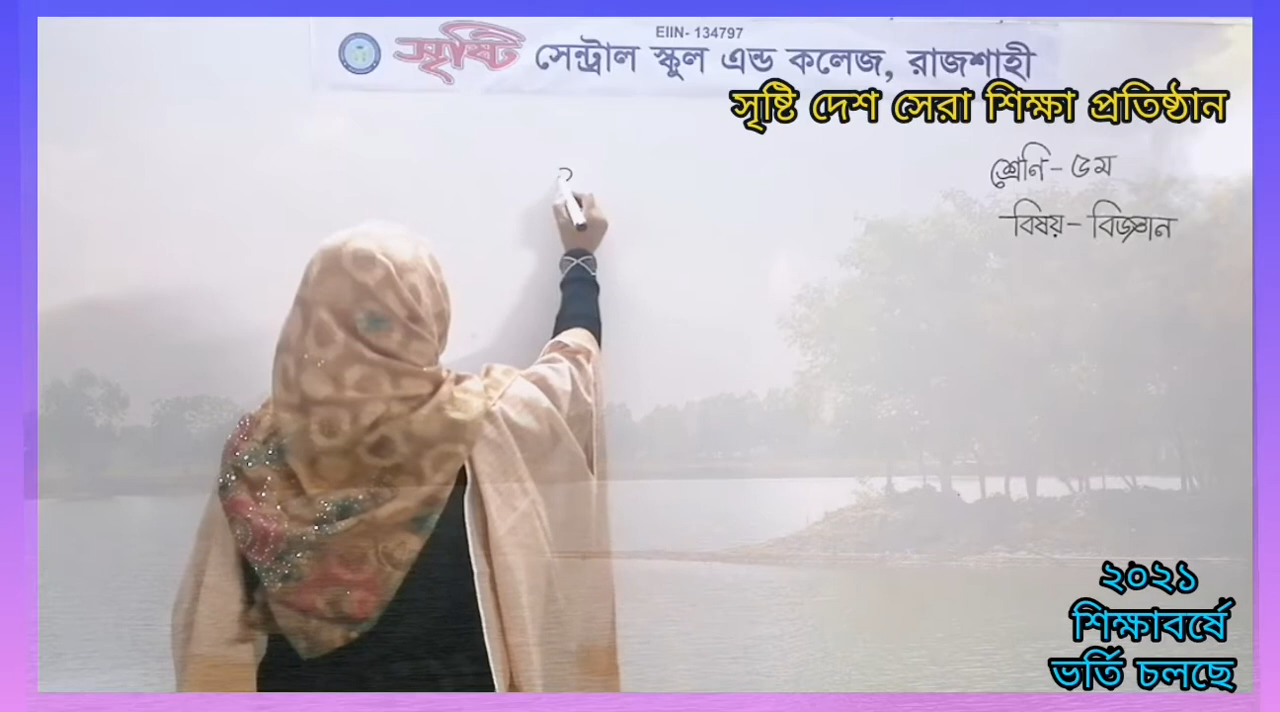 EIIN- 134797
সৃষ্টি সেন্ট্রাল স্কুল এন্ড কলেজ, রাজশাহী
সৃষ্টি দেশ সেরা শিক্ষা প্রতিষ্ঠান
শ্রেণি - ৫ম
বিষয় - বিজ্ঞান
২০২১
শিক্ষাবর্ষে
ভর্তি চলছে